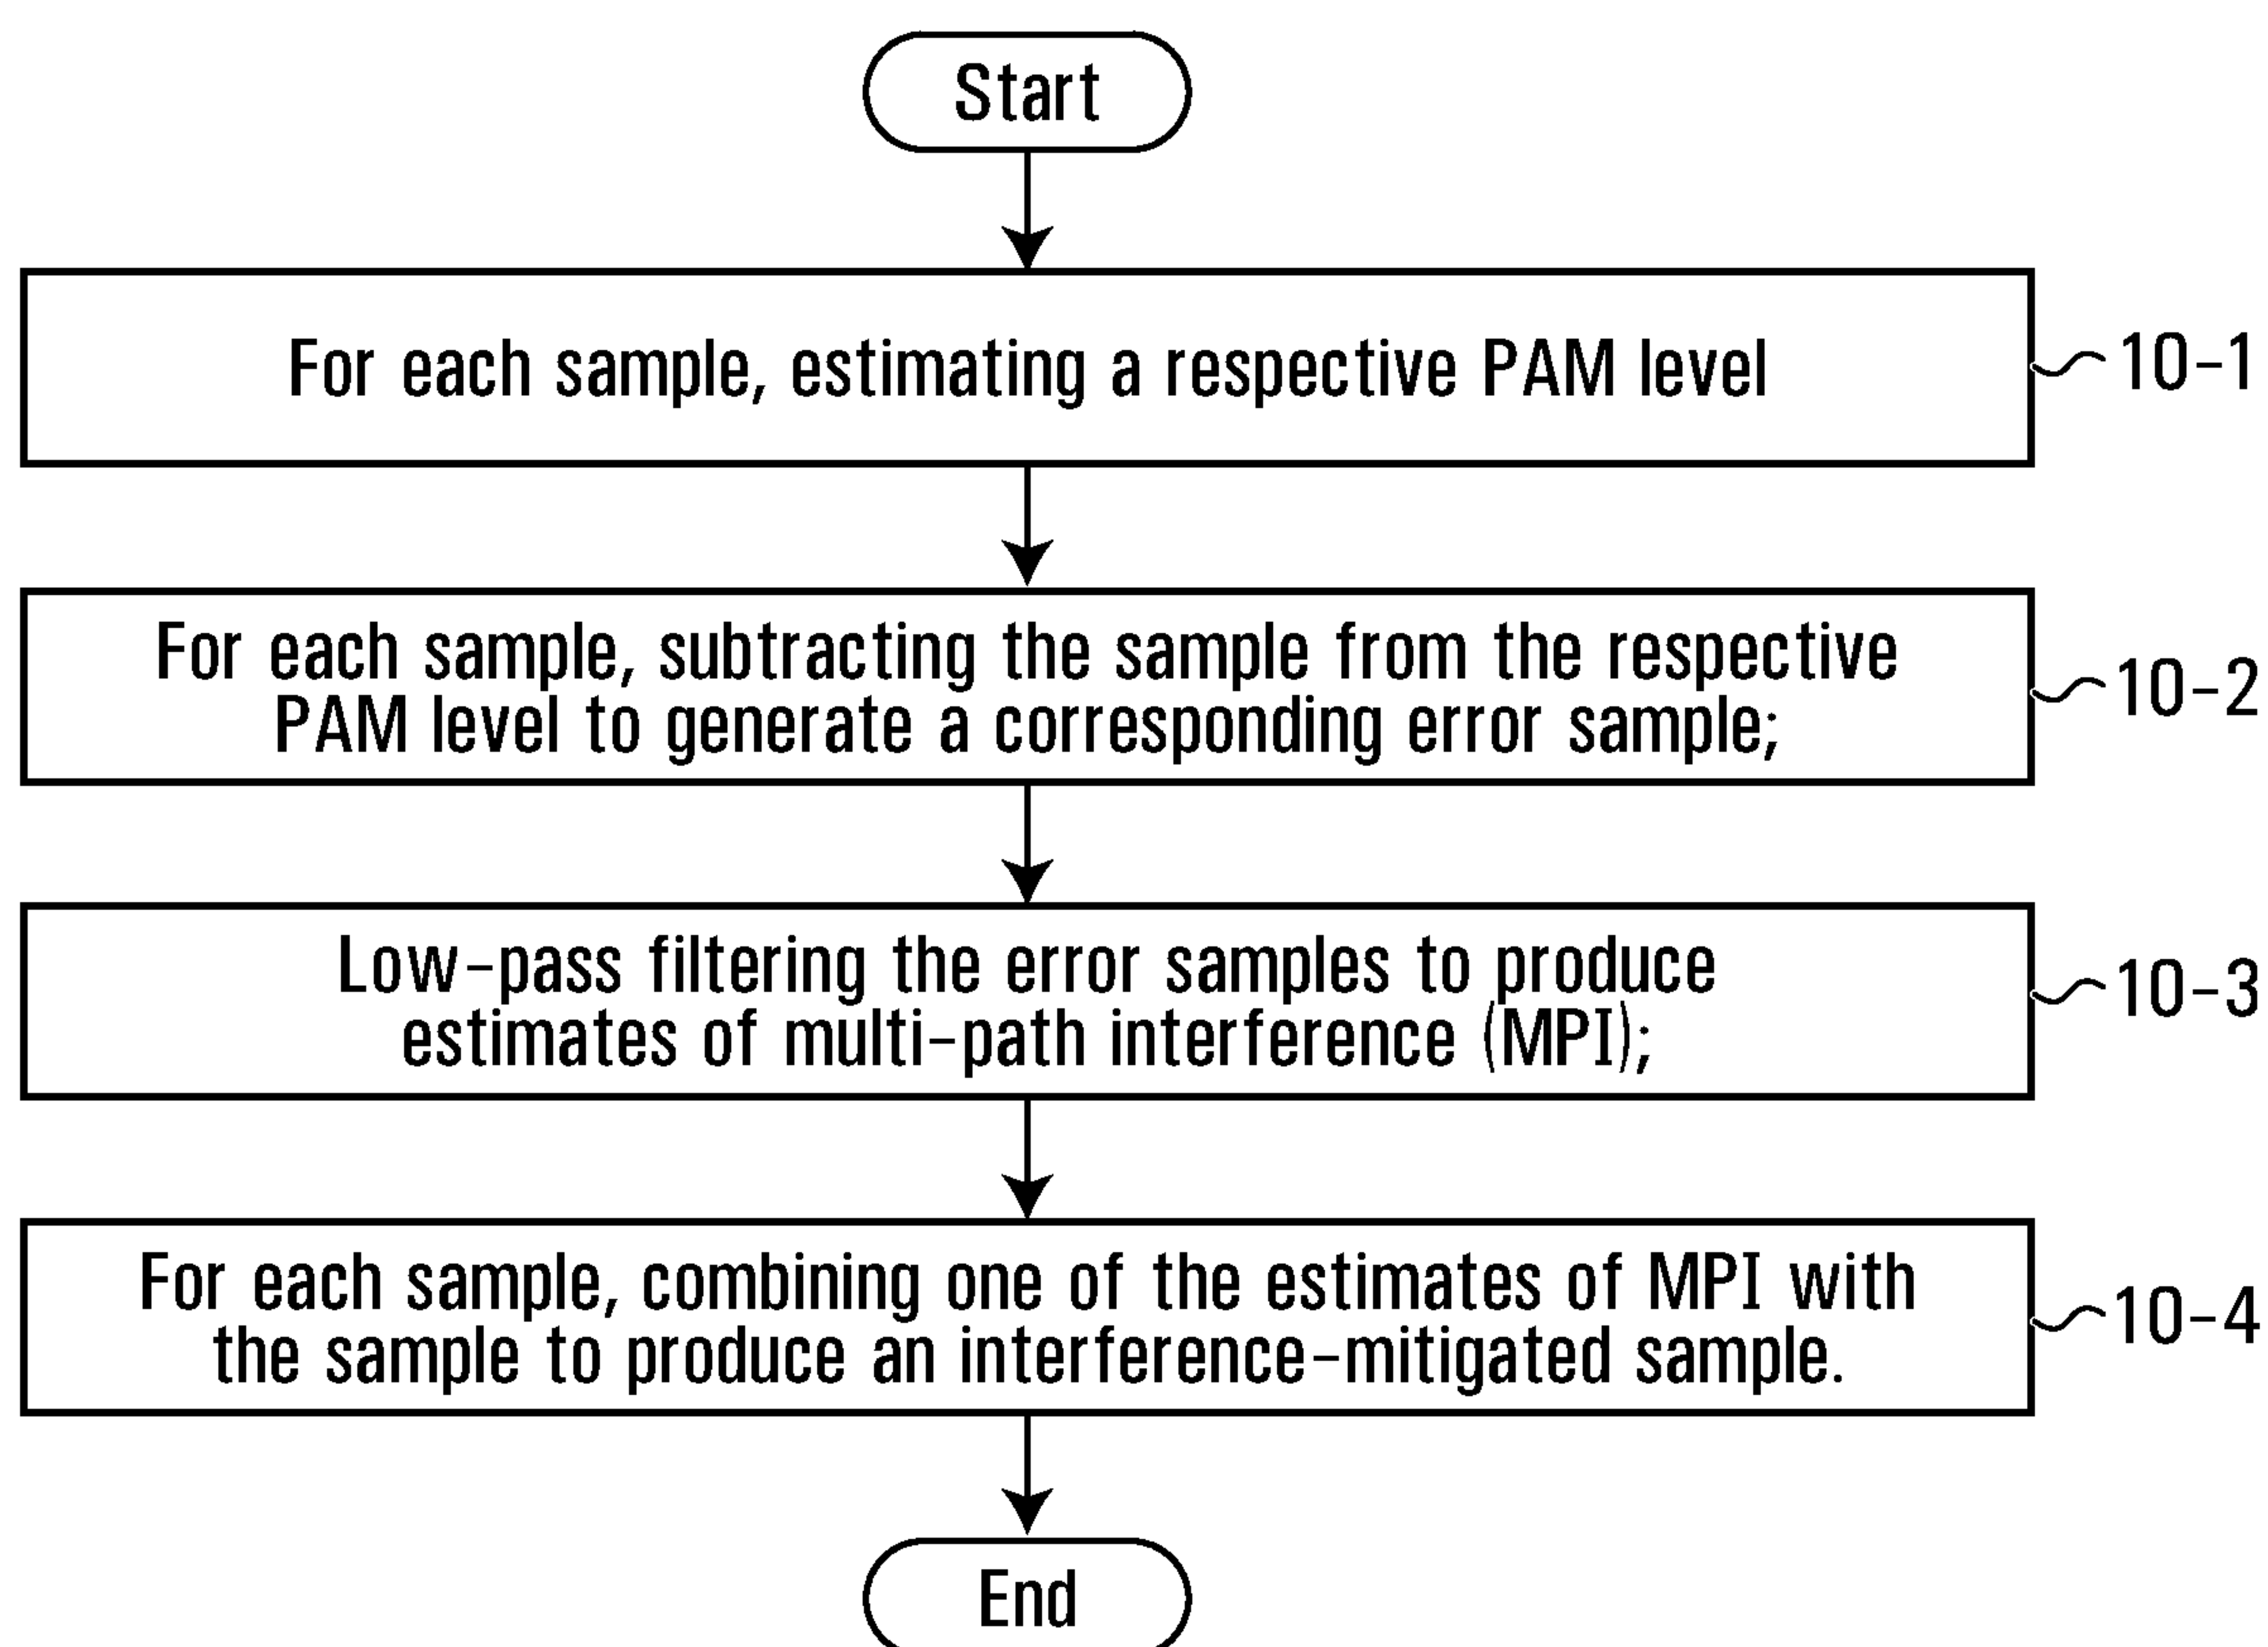 Start
For each sample, estimating a respective PAM level
10-1
For each sample, subtracting the sample from the respective
PAM level to generate a corresponding error sample;
10-2
Low-pass filtering the error samples to produce
estimates of multi-path interference (MPI);
10-3
For each sample, combining one of the estimates of MPI with
the sample to produce an interference-mitigated sample.
10-4
End